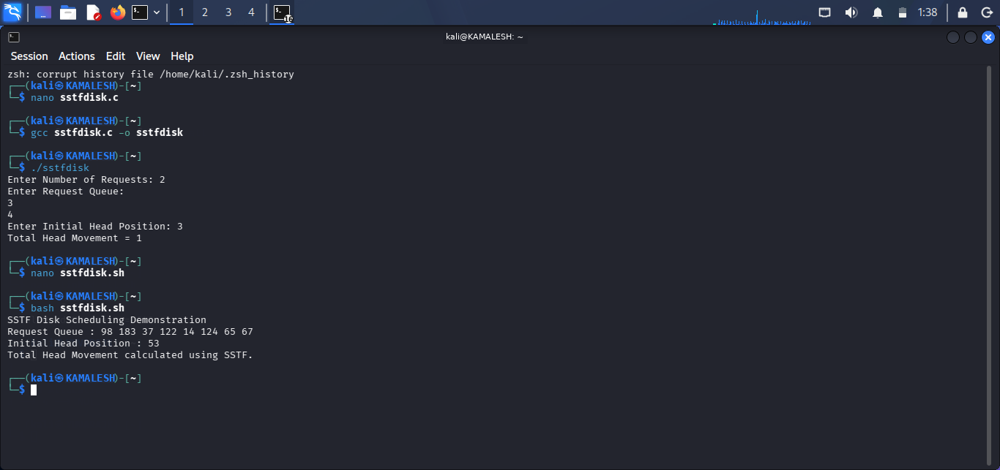 1 2 3 4 1:38
kali@KAMALESH: ~
Session Actions Edit View Help
zsh: corrupt history file /home/kali/.zsh_history
┌──(kali㉿KAMALESH)-[~]
└─$ nano sstfdisk.c
┌──(kali㉿KAMALESH)-[~]
└─$ gcc sstfdisk.c -o sstfdisk
┌──(kali㉿KAMALESH)-[~]
└─$ ./sstfdisk
Enter Number of Requests: 2
Enter Request Queue:
3
4
Enter Initial Head Position: 3
Total Head Movement = 1
┌──(kali㉿KAMALESH)-[~]
└─$ nano sstfdisk.sh
┌──(kali㉿KAMALESH)-[~]
└─$ bash sstfdisk.sh
SSTF Disk Scheduling Demonstration
Request Queue : 98 183 37 122 14 124 65 67
Initial Head Position : 53
Total Head Movement calculated using SSTF.
┌──(kali㉿KAMALESH)-[~]
└─$